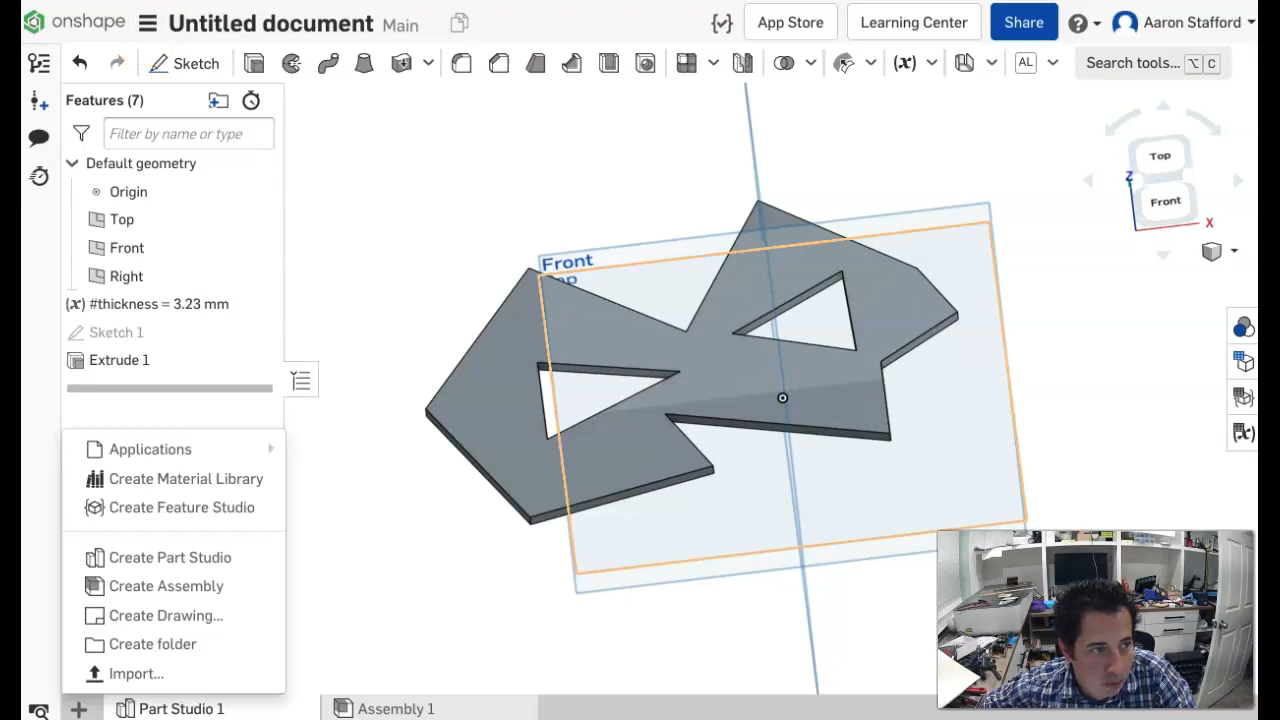 onshape Untitled document Main App Store Learning Center Share Aaron Stafford
Sketch (x) AL Search tools... ⌥ C
Features (7)
Filter by name or type
Default geometry
Origin
Top
Front
Right
(x) #thickness = 3.23 mm
Sketch 1
Extrude 1
Front
Top
Front
Z
X
(x)
Applications
Create Material Library
Create Feature Studio
Create Part Studio
Create Assembly
Create Drawing...
Create folder
Import...
Part Studio 1 Assembly 1